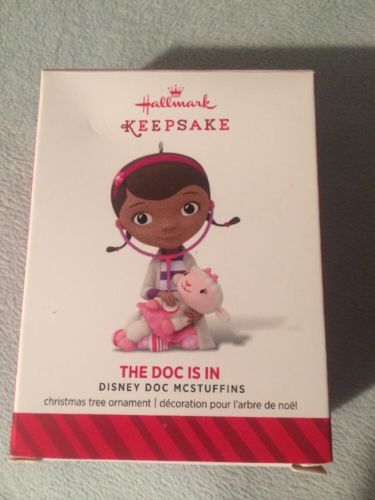 Hallmark
KEEPSAKE
THE DOC IS IN
DISNEY DOC MCSTUFFINS
christmas tree ornament | décoration pour l'arbre de noël